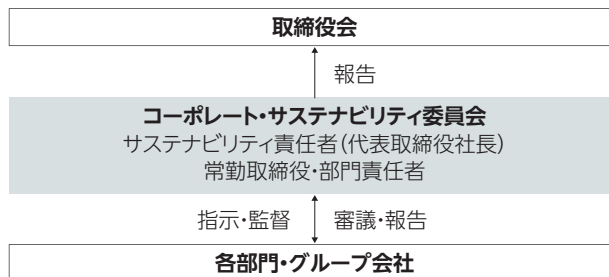 取締役会
報告
コーポレート・サステナビリティ委員会
サステナビリティ責任者(代表取締役社長)
常勤取締役・部門責任者
指示・監督 審議・報告
各部門・グループ会社